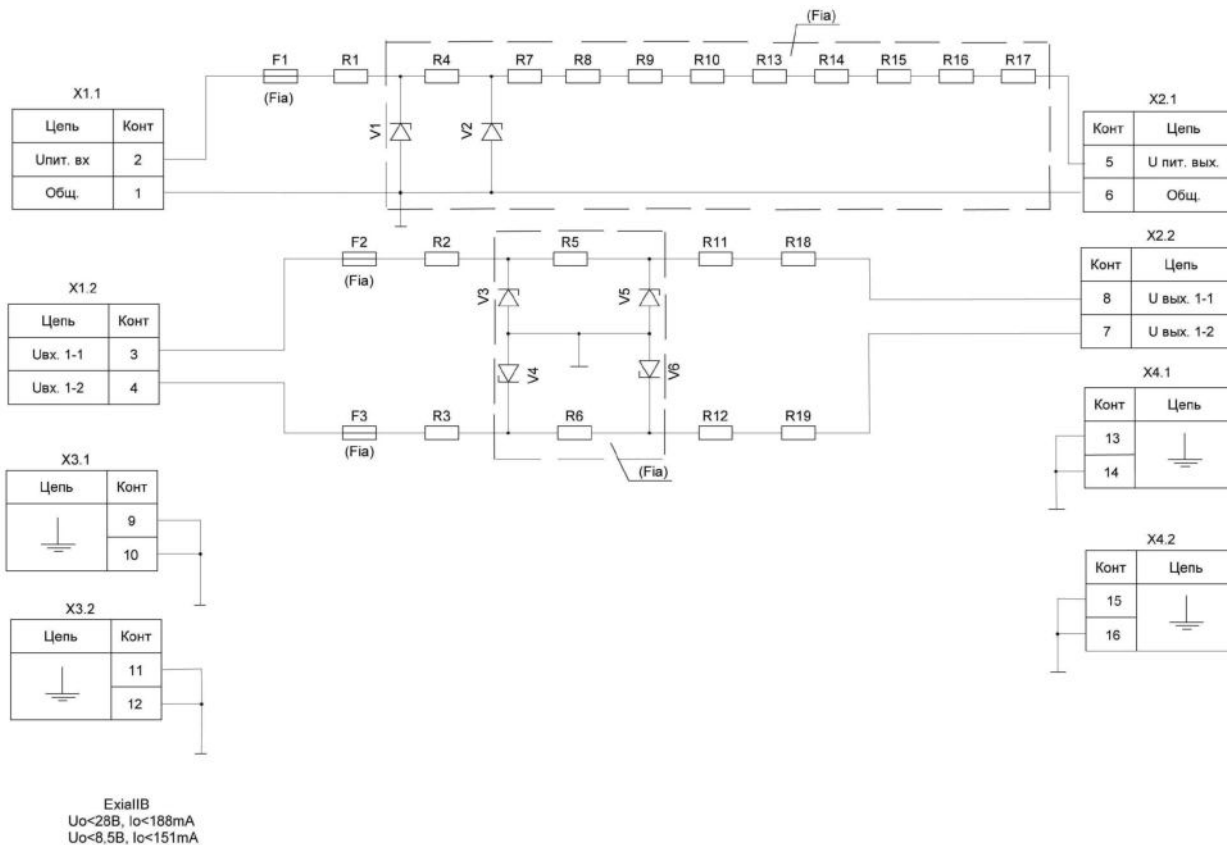 (Fia)
F1 R1 R4 R7 R8 R9 R10 R13 R14 R15 R16 R17
(Fia)
X1.1
Цепь Конт
Uпит. вх 2
Общ. 1
V1 V2
X2.1
Конт Цепь
5 U пит. вых.
6 Общ.
F2 R2 R5 R11 R18
(Fia)
X1.2
Цепь Конт
Uвх. 1-1 3
Uвх. 1-2 4
V3 V5
V4 V6
X2.2
Конт Цепь
8 U вых. 1-1
7 U вых. 1-2
F3 R3 R6 R12 R19
(Fia)
(Fia)
X4.1
Конт Цепь
13
14
X3.1
Цепь Конт
9
10
X4.2
Конт Цепь
15
16
X3.2
Цепь Конт
11
12
ExiaIIB
Uo<28В, Io<188mA
Uo<8,5В, Io<151mA